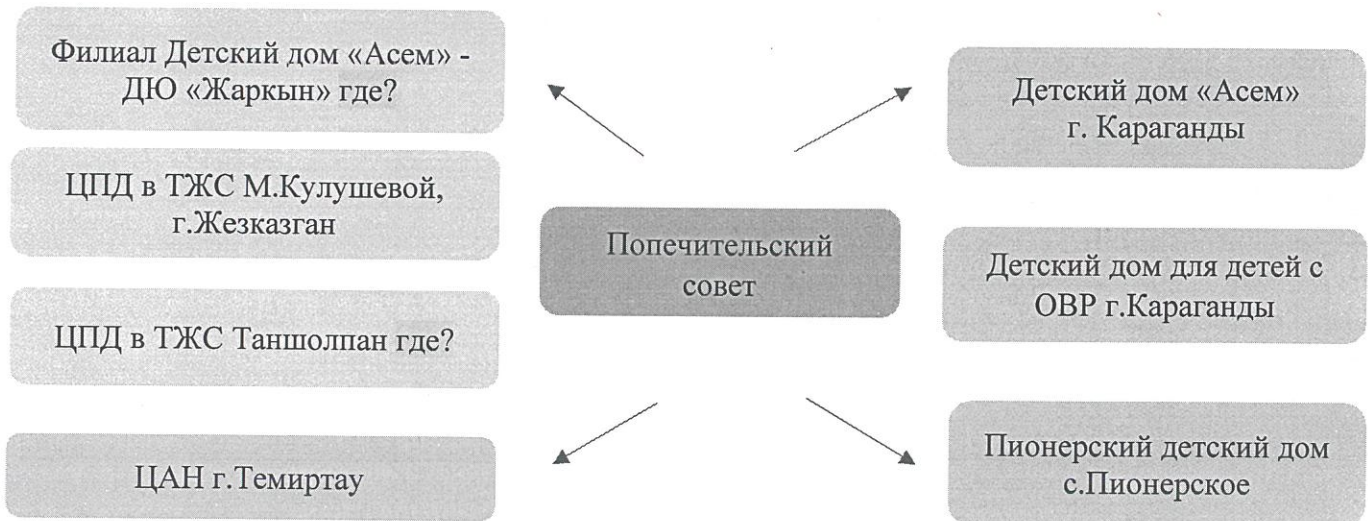 Филиал Детский дом «Асем» -
ДЮ «Жаркын» где?
ЦПД в ТЖС М.Кулушевой,
г.Жезказган
ЦПД в ТЖС Таншолпан где?
ЦАН г.Темиртау
Попечительский
совет
Детский дом «Асем»
г. Караганды
Детский дом для детей с
ОВР г.Караганды
Пионерский детский дом
с.Пионерское